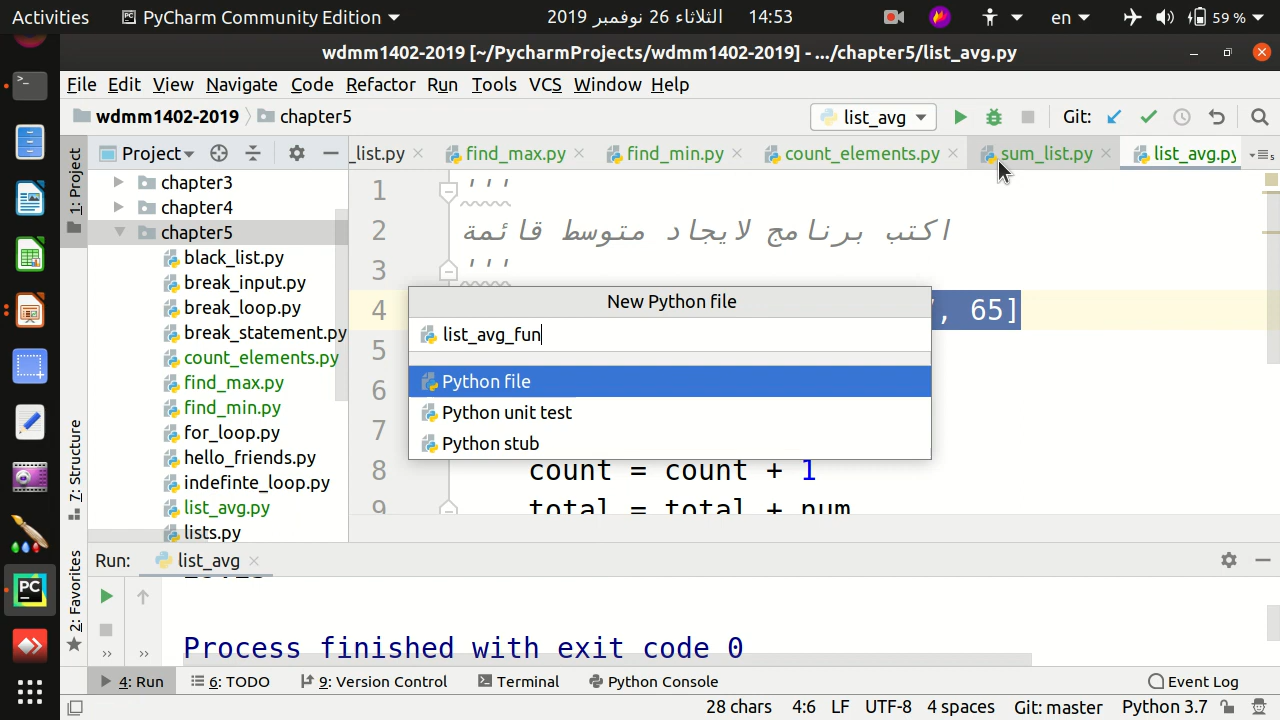 Activities PyCharm Community Edition الثلاثاء 26 نوفمبر 2019 14:53 en 59 %
wdmm1402-2019 [~/PycharmProjects/wdmm1402-2019] - .../chapter5/list_avg.py
File Edit View Navigate Code Refactor Run Tools VCS Window Help
wdmm1402-2019 chapter5 list_avg Git:
1: Project
Project
_list.py find_max.py find_min.py count_elements.py sum_list.py list_avg.py
chapter3
chapter4
chapter5
black_list.py
break_input.py
break_loop.py
break_statement.py
count_elements.py
find_max.py
find_min.py
for_loop.py
hello_friends.py
indefinte_loop.py
list_avg.py
lists.py
1 '''
2 اكتب برنامج لايجاد متوسط قائمة
3 '''
4 , 65]
5
6
7
8 count = count + 1
9 total = total + num
New Python file
list_avg_fun
Python file
Python unit test
Python stub
7: Structure
2: Favorites
Run: list_avg
Process finished with exit code 0
4: Run 6: TODO 9: Version Control Terminal Python Console Event Log
28 chars 4:6 LF UTF-8 4 spaces Git: master Python 3.7